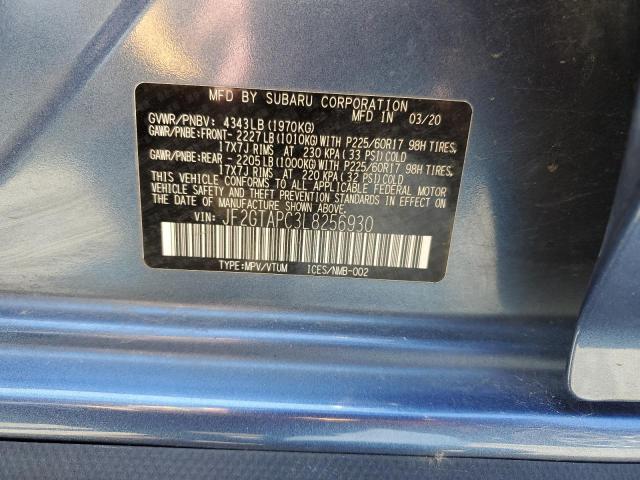 MFD BY SUBARU CORPORATION
MFD IN 03/20
GVWR/PNBV: 4343LB (1970KG)
GAWR/PNBE:FRONT- 2227LB(1010KG)WITH P225/60R17 98H TIRES,
17X7J RIMS AT 230 KPA (33 PSI)COLD
GAWR/PNBE:REAR - 2205LB(1000KG)WITH P225/60R17 98H TIRES,
17X7J RIMS AT 220 KPA(32 PSI)COLD
THIS VEHICLE CONFORMS TO ALL APPLICABLE FEDERAL MOTOR
VEHICLE SAFETY STANDARDS IN EFFECT ON THE DATE OF
MANUFACTURE SHOWN ABOVE.
VIN: JF2GTAPC3L8256930
TYPE:MPV/VTUM ICES/NMB-002